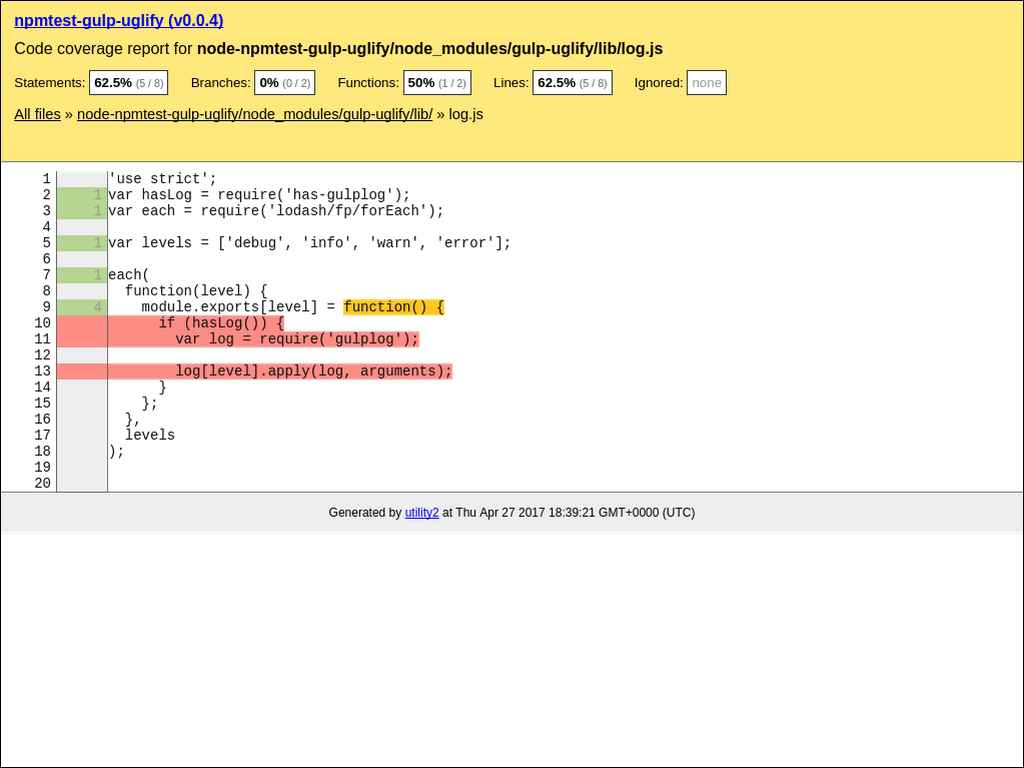 npmtest-gulp-uglify (v0.0.4)
Code coverage report for node-npmtest-gulp-uglify/node_modules/gulp-uglify/lib/log.js
Statements: 62.5% (5 / 8) Branches: 0% (0 / 2) Functions: 50% (1 / 2) Lines: 62.5% (5 / 8) Ignored: none
All files » node-npmtest-gulp-uglify/node_modules/gulp-uglify/lib/ » log.js
1 'use strict';
2 1 var hasLog = require('has-gulplog');
3 1 var each = require('lodash/fp/forEach');
4
5 1 var levels = ['debug', 'info', 'warn', 'error'];
6
7 1 each(
8   function(level) {
9 4     module.exports[level] = function() {
10       if (hasLog()) {
11         var log = require('gulplog');
12
13         log[level].apply(log, arguments);
14       }
15     };
16   },
17   levels
18 );
19
20
Generated by utility2 at Thu Apr 27 2017 18:39:21 GMT+0000 (UTC)